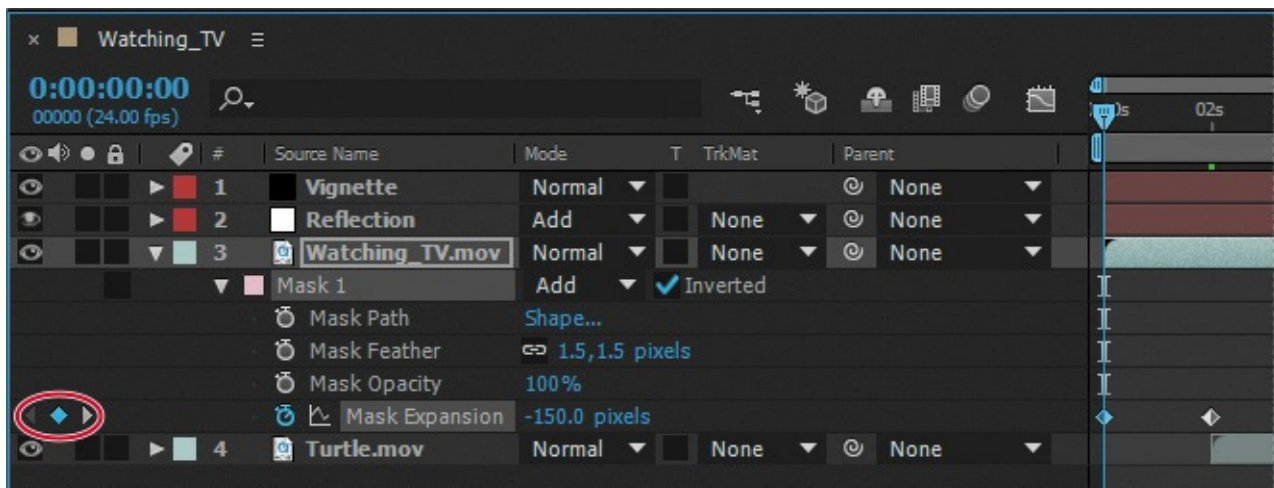 × Watching_TV ≡
0:00:00:00
00000 (24.00 fps)
02s
# Source Name Mode T TrkMat Parent
1 Vignette Normal None
2 Reflection Add None None
3 Watching_TV.mov Normal None None
Mask 1 Add Inverted
Mask Path Shape...
Mask Feather 1.5,1.5 pixels
Mask Opacity 100%
Mask Expansion -150.0 pixels
4 Turtle.mov Normal None None